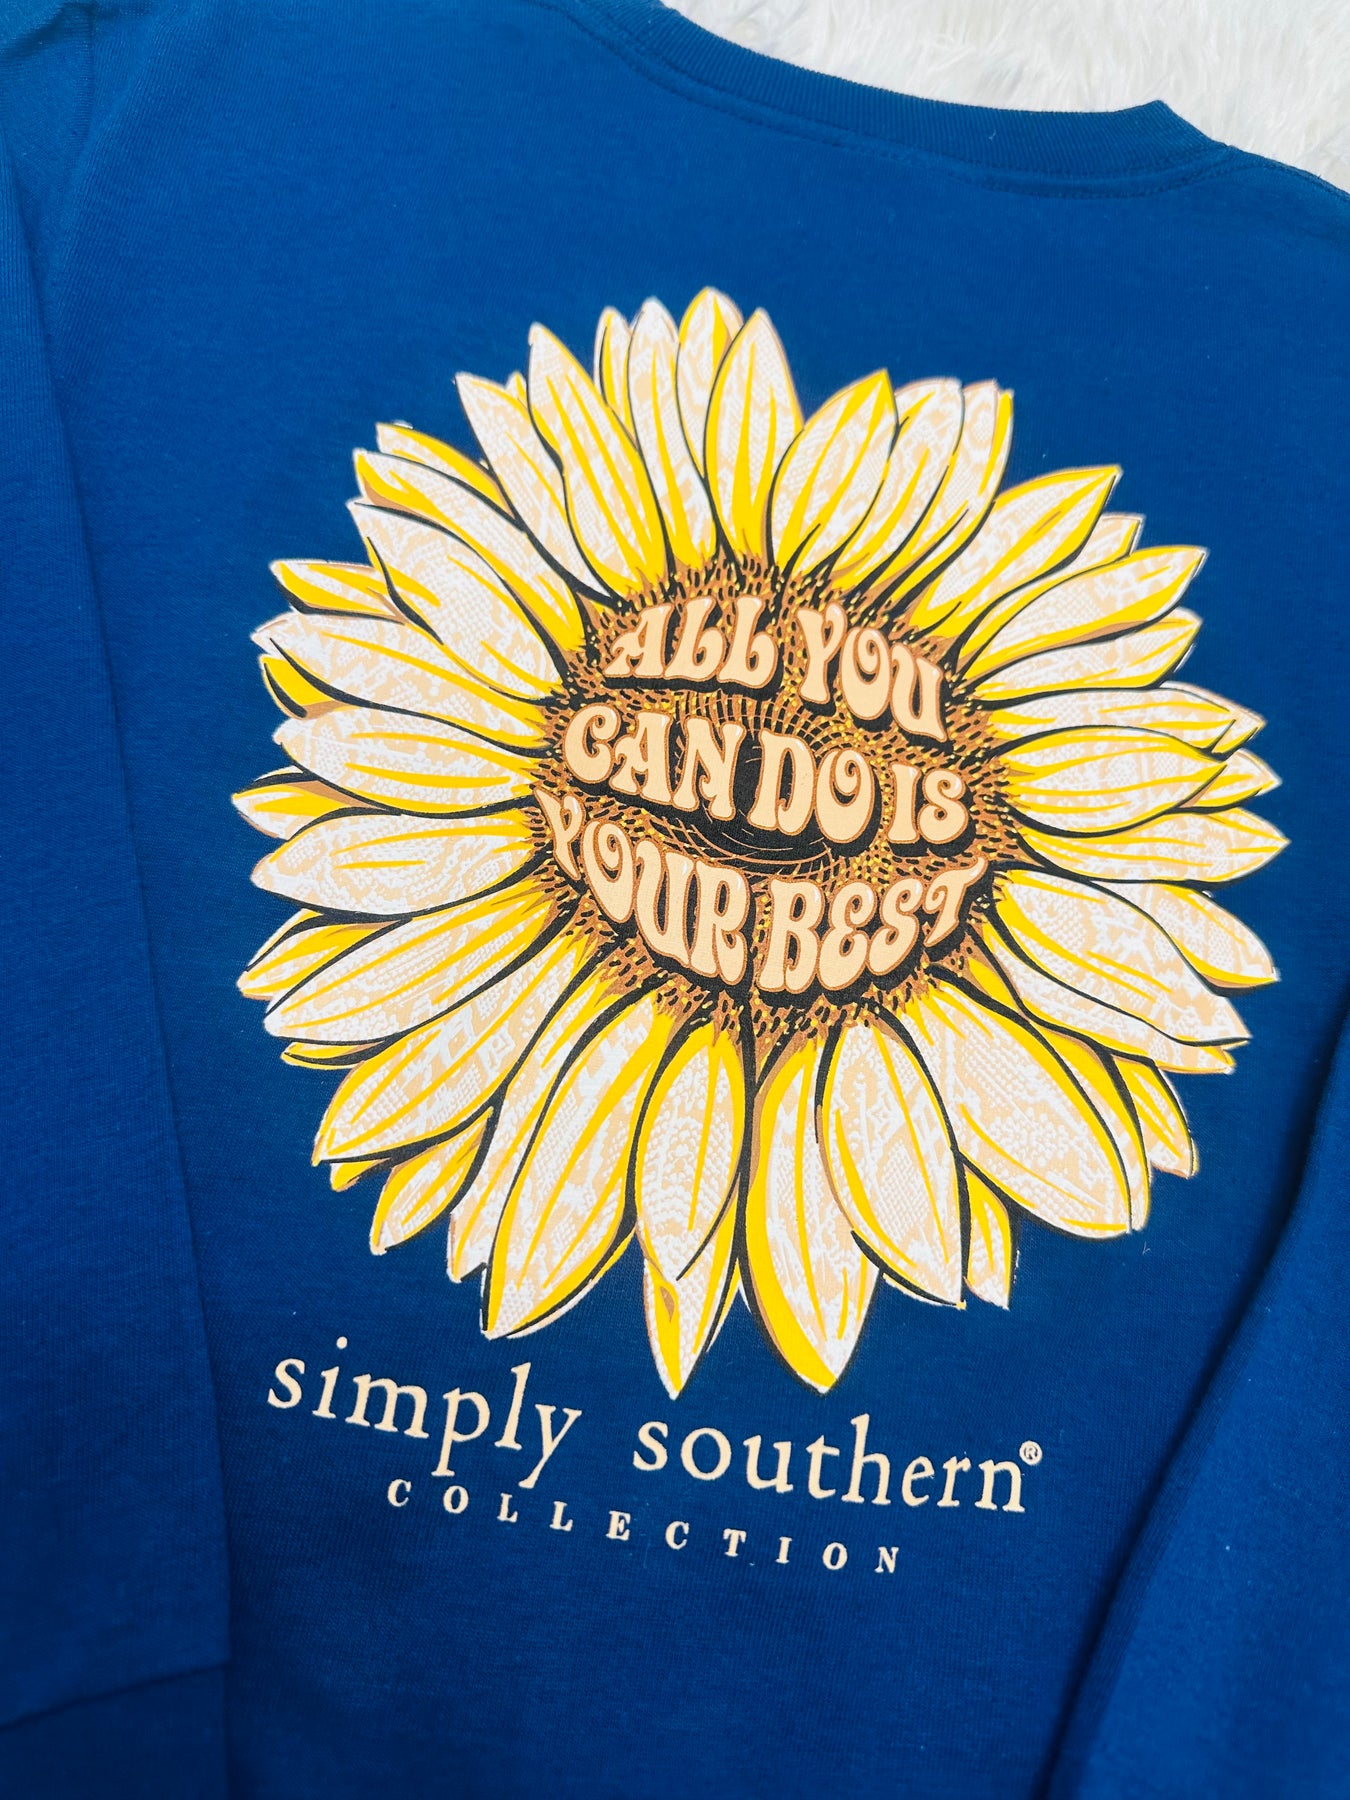 ALL YOU
CAN DO IS
YOUR BEST
simply southern®
COLLECTION